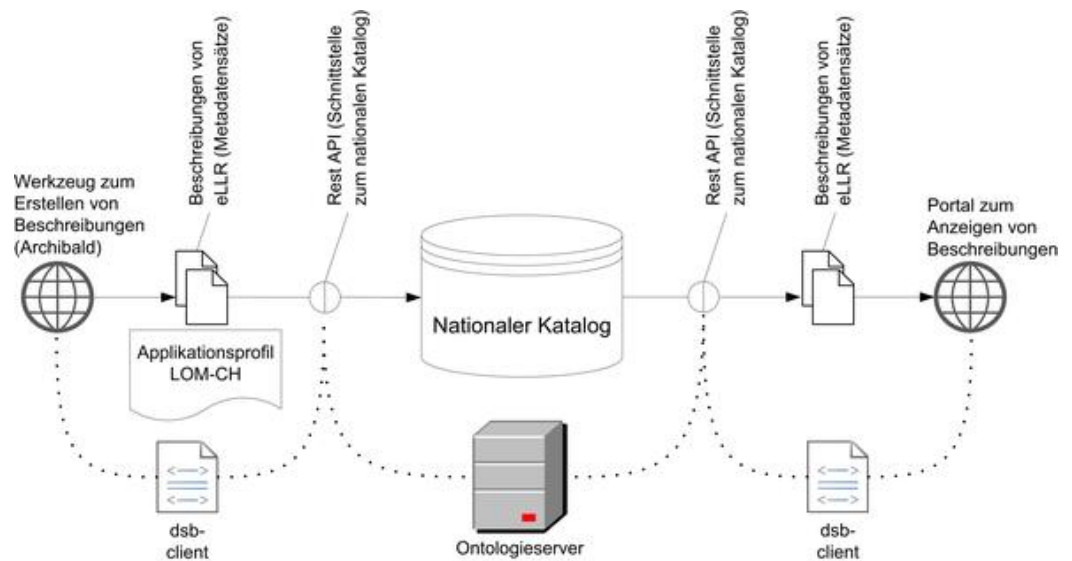 Beschreibungen von
eLLR (Metadatensätze)
Rest API (Schnittstelle
zum nationalen Katalog)
Rest API (Schnittstelle
zum nationalen Katalog)
Beschreibungen von
eLLR (Metadatensätze)
Werkzeug zum
Erstellen von
Beschreibungen
(Archibald)
Portal zum
Anzeigen von
Beschreibungen
Nationaler Katalog
Applikationsprofil
LOM-CH
dsb-
client
Ontologieserver
dsb-
client